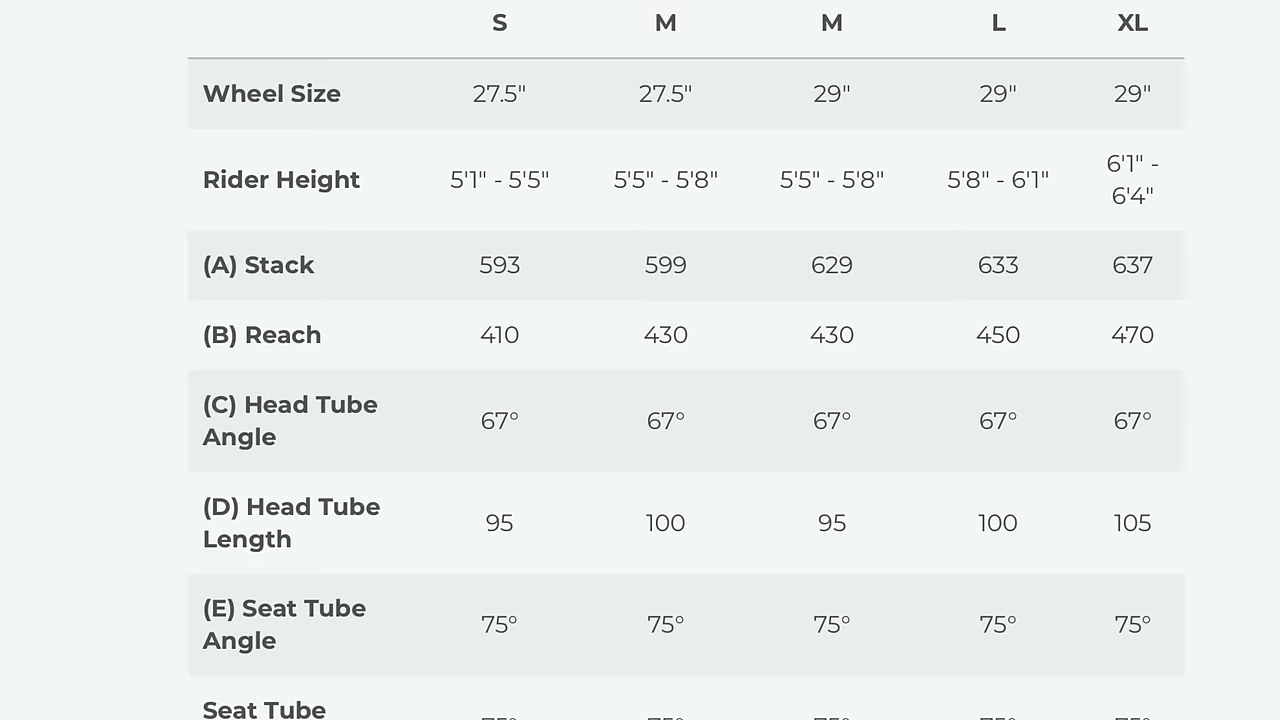 S M M L XL
Wheel Size 27.5" 27.5" 29" 29" 29"
Rider Height 5'1" - 5'5" 5'5" - 5'8" 5'5" - 5'8" 5'8" - 6'1" 6'1" -
6'4"
(A) Stack 593 599 629 633 637
(B) Reach 410 430 430 450 470
(C) Head Tube
Angle 67° 67° 67° 67° 67°
(D) Head Tube
Length 95 100 95 100 105
(E) Seat Tube
Angle 75° 75° 75° 75° 75°
Seat Tube